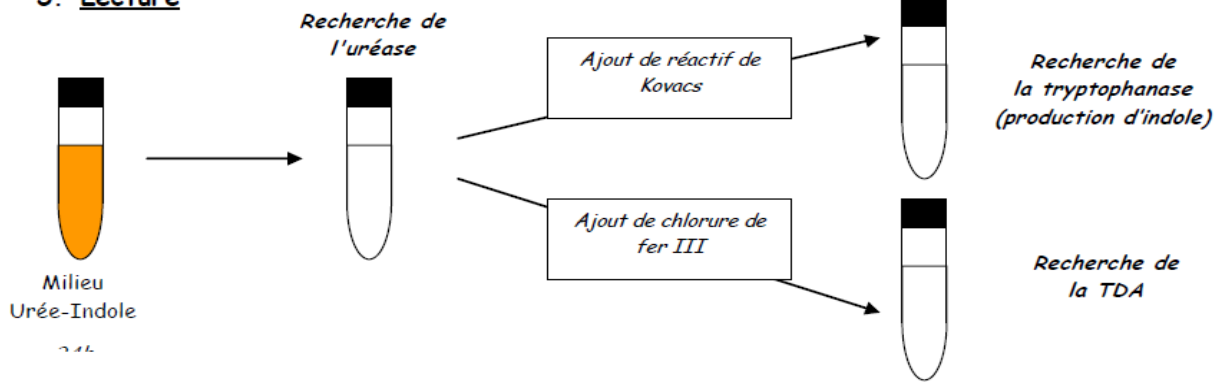 Lecture
Recherche de
l'uréase
Ajout de réactif de
Kovacs
Recherche de
la tryptophanase
(production d'indole)
Ajout de chlorure de
fer III
Recherche de
la TDA
Milieu
Urée-Indole